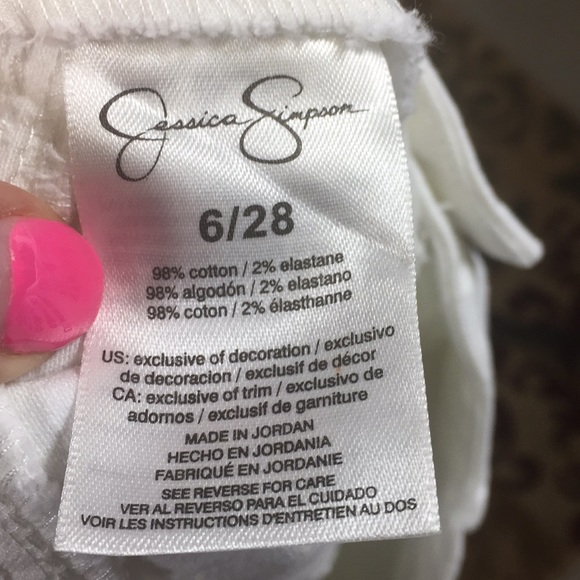 Jessica Simpson
6/28
98% cotton / 2% elastane
98% algodón / 2% elastano
98% coton / 2% élasthanne
US: exclusive of decoration / exclusivo
de decoracion / exclusif de décor
CA: exclusive of trim / exclusivo de
adornos / exclusif de garniture
MADE IN JORDAN
HECHO EN JORDANIA
FABRIQUÉ EN JORDANIE
SEE REVERSE FOR CARE
VER AL REVERSO PARA EL CUIDADO
VOIR LES INSTRUCTIONS D'ENTRETIEN AU DOS